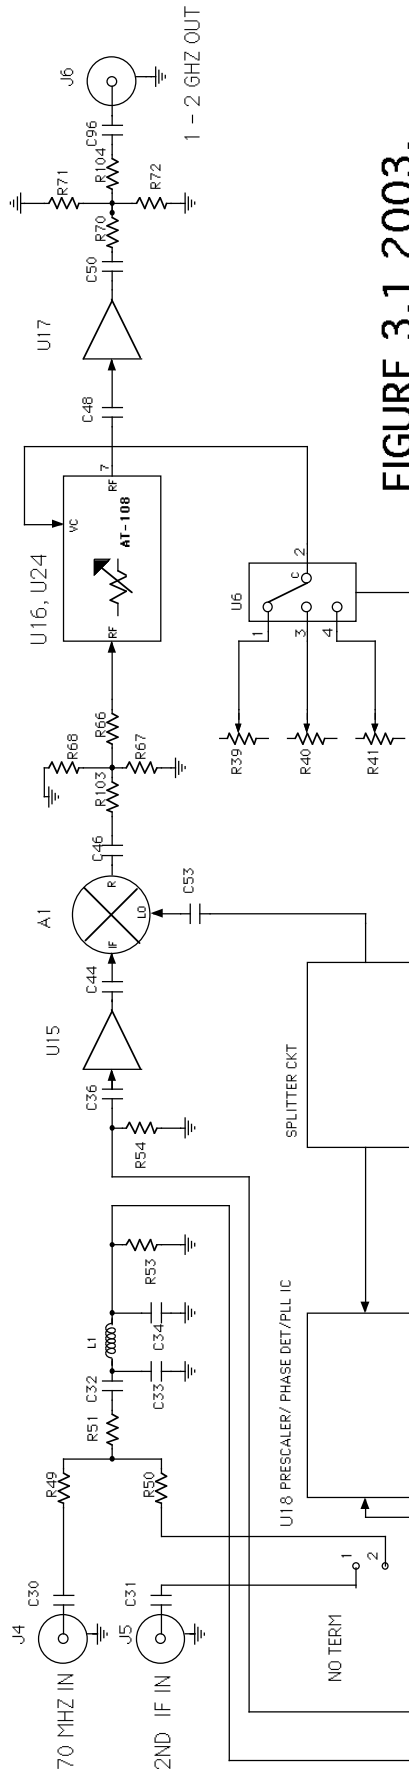 J6
C96
1 - 2 GHZ OUT
R104
R71
R72
R70
C50
U17
C48
7
RF
VC
AT-108
U16, U24
RF
2
C
U6
1
3
4
R39
R40
R41
FIGURE 3.1 2003.
R66
R68
R67
R103
C46
R
A1
LO
IF
C53
C44
U15
C36
R54
SPLITTER CKT
R53
L1
C34
C32
C33
R51
R49
R50
U18 PRESCALER/ PHASE DET/PLL IC
C30
C31
J4
J5
1
2
NO TERM
70 MHZ IN
2ND IF IN